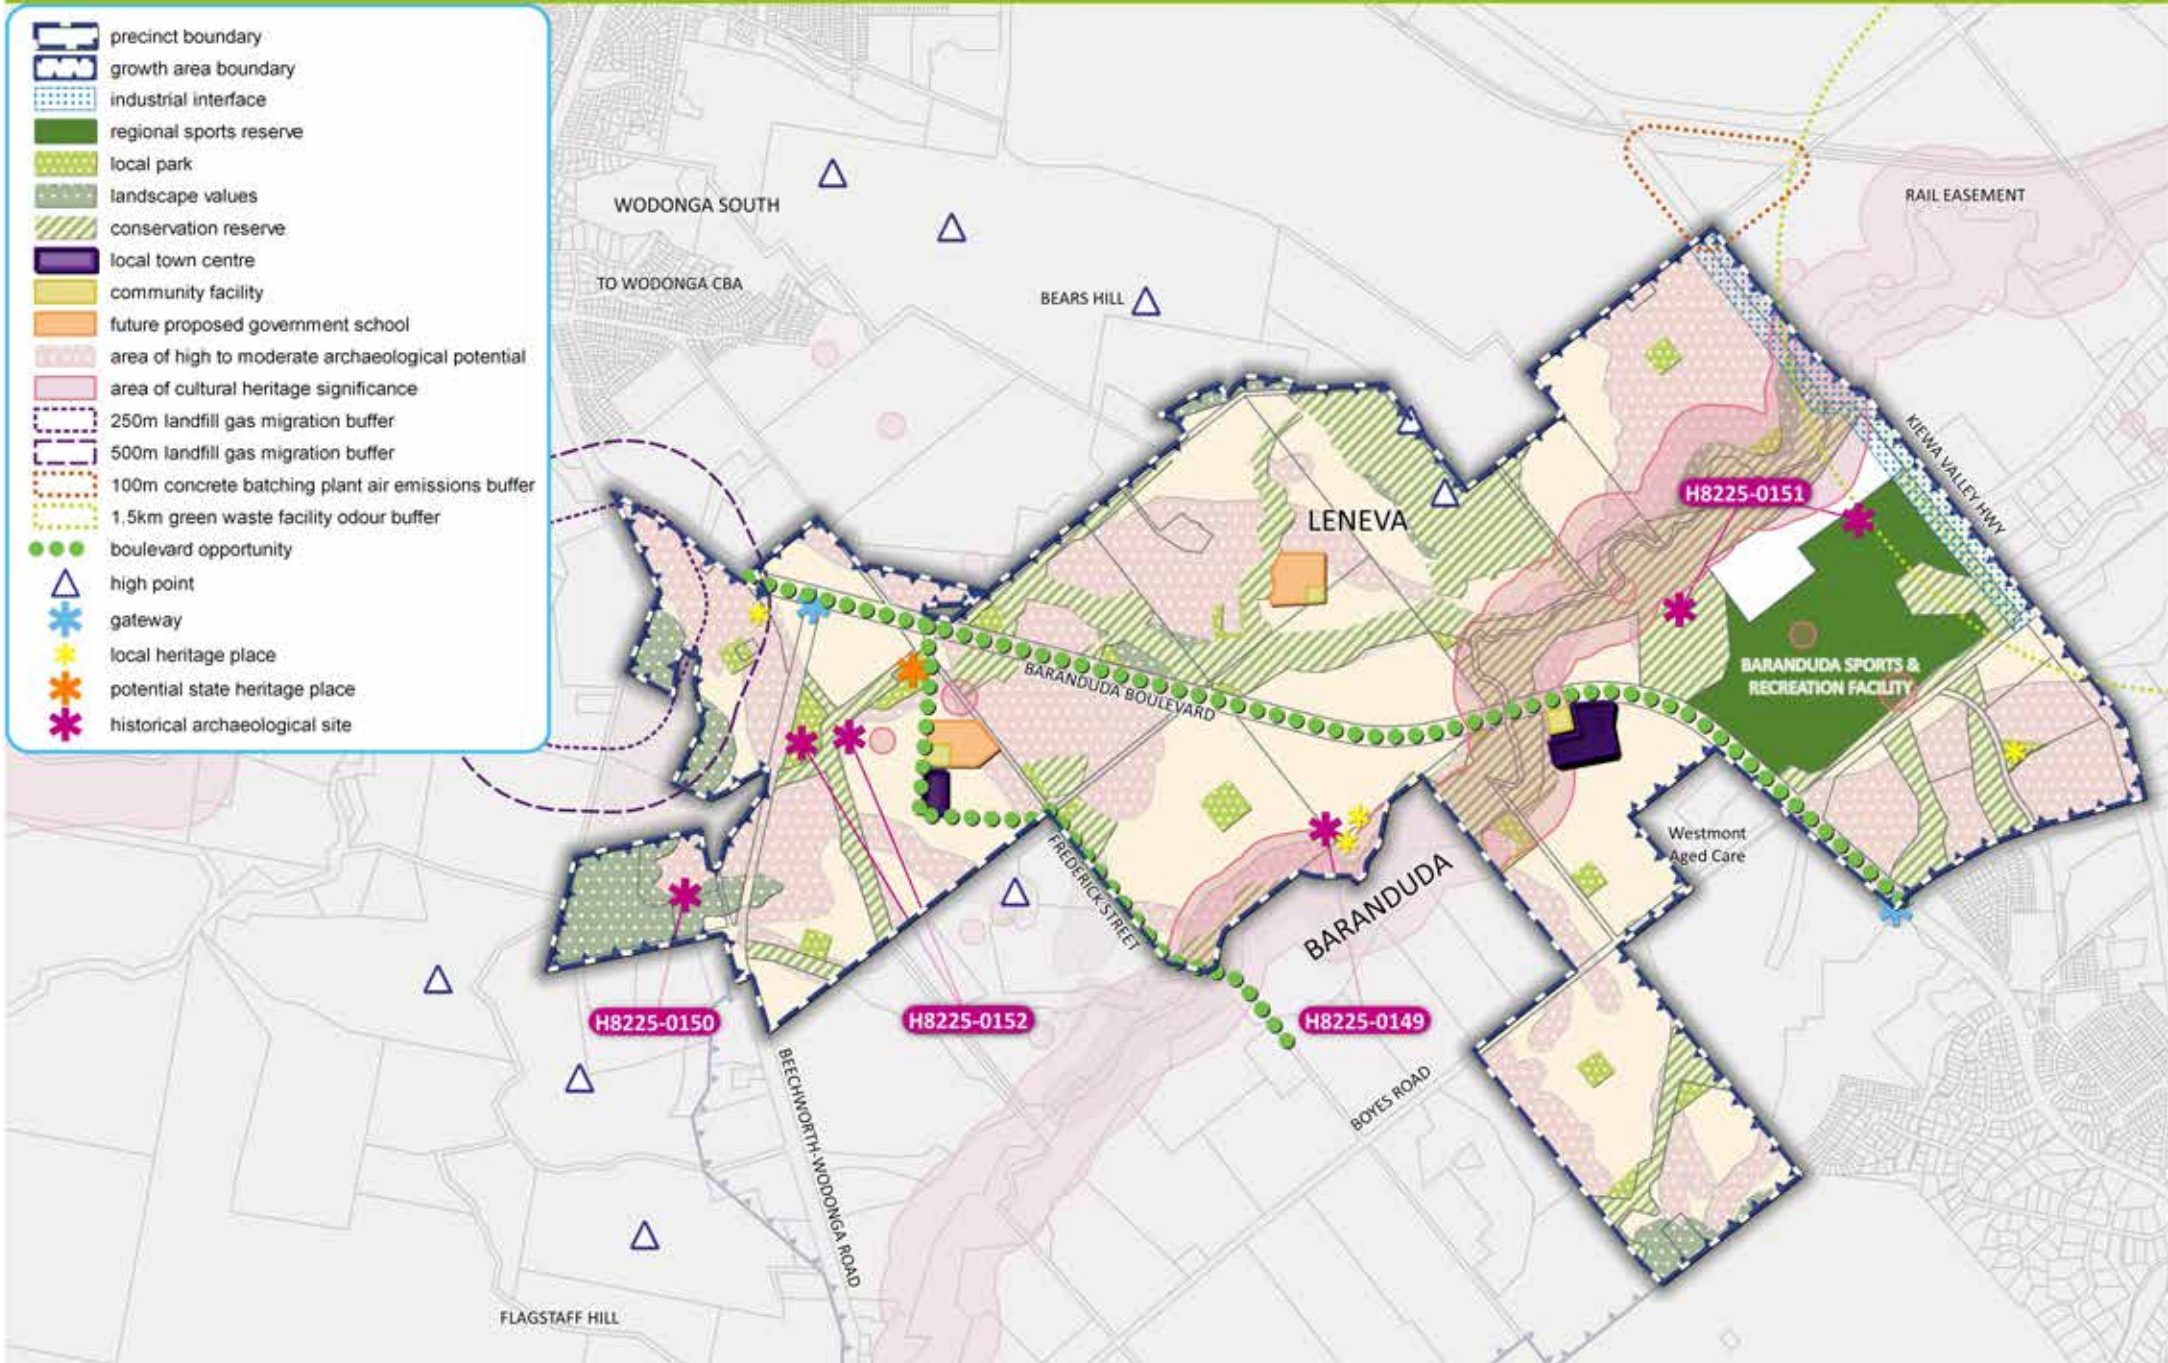 precinct boundary
growth area boundary
industrial interface
regional sports reserve
local park
landscape values
conservation reserve
local town centre
community facility
future proposed government school
area of high to moderate archaeological potential
area of cultural heritage significance
250m landfill gas migration buffer
500m landfill gas migration buffer
100m concrete batching plant air emissions buffer
1.5km green waste facility odour buffer
boulevard opportunity
high point
gateway
local heritage place
potential state heritage place
historical archaeological site
WODONGA SOUTH
TO WODONGA CBA
BEARS HILL
RAIL EASEMENT
KIEWA VALLEY HWY
H8225-0151
LENEVA
BARANDUDA SPORTS &
RECREATION FACILITY
BARANDUDA BOULEVARD
Westmont
Aged Care
FREDERICK STREET
BARANDUDA
H8225-0150
H8225-0152
H8225-0149
BOYES ROAD
BEECHWORTH-WODONGA ROAD
FLAGSTAFF HILL